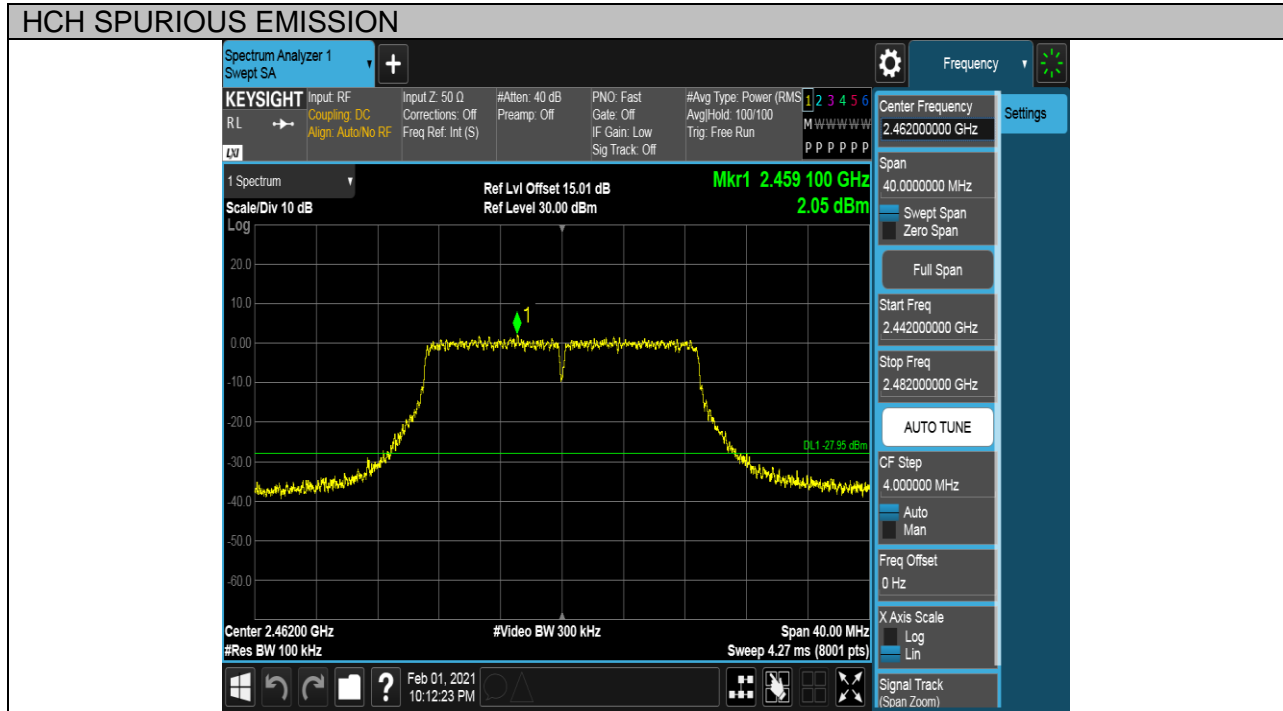 HCH SPURIOUS EMISSION
Spectrum Analyzer 1
Swept SA
+
Frequency
KEYSIGHT
RL
LXI
Input: RF
Coupling: DC
Align: Auto/No RF
Input Z: 50 Ω
Corrections: Off
Freq Ref: Int (S)
#Atten: 40 dB
Preamp: Off
PNO: Fast
Gate: Off
IF Gain: Low
Sig Track: Off
#Avg Type: Power (RMS
Avg|Hold: 100/100
Trig: Free Run
1 2 3 4 5 6
M W W W W W
P P P P P P
1 Spectrum
Scale/Div 10 dB
Log
Ref Lvl Offset 15.01 dB
Ref Level 30.00 dBm
Mkr1 2.459 100 GHz
2.05 dBm
20.0
10.0
0.00
-10.0
-20.0
-30.0
-40.0
-50.0
-60.0
1
DL1 -27.95 dBm
Center 2.46200 GHz
#Res BW 100 kHz
#Video BW 300 kHz
Span 40.00 MHz
Sweep 4.27 ms (8001 pts)
Center Frequency
2.462000000 GHz
Settings
Span
40.0000000 MHz
Swept Span
Zero Span
Full Span
Start Freq
2.442000000 GHz
Stop Freq
2.482000000 GHz
AUTO TUNE
CF Step
4.000000 MHz
Auto
Man
Freq Offset
0 Hz
X Axis Scale
Log
Lin
Signal Track
(Span Zoom)
?
Feb 01, 2021
10:12:23 PM